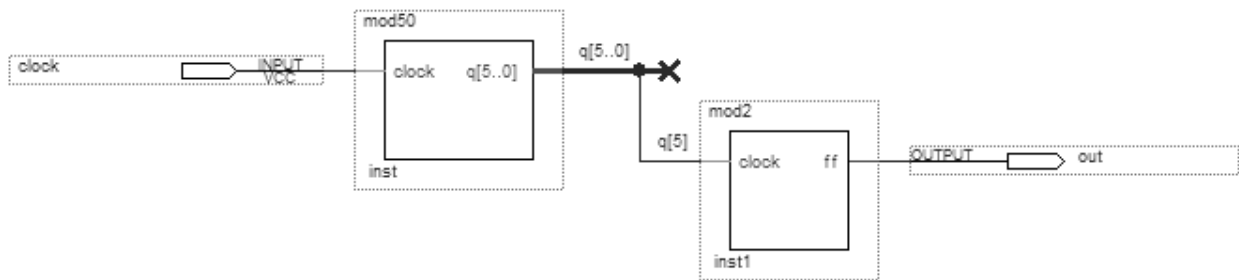 mod50
clock
INPUT
VCC
clock
q[5..0]
q[5..0]
inst
mod2
q[5]
clock
ff
OUTPUT
out
inst1